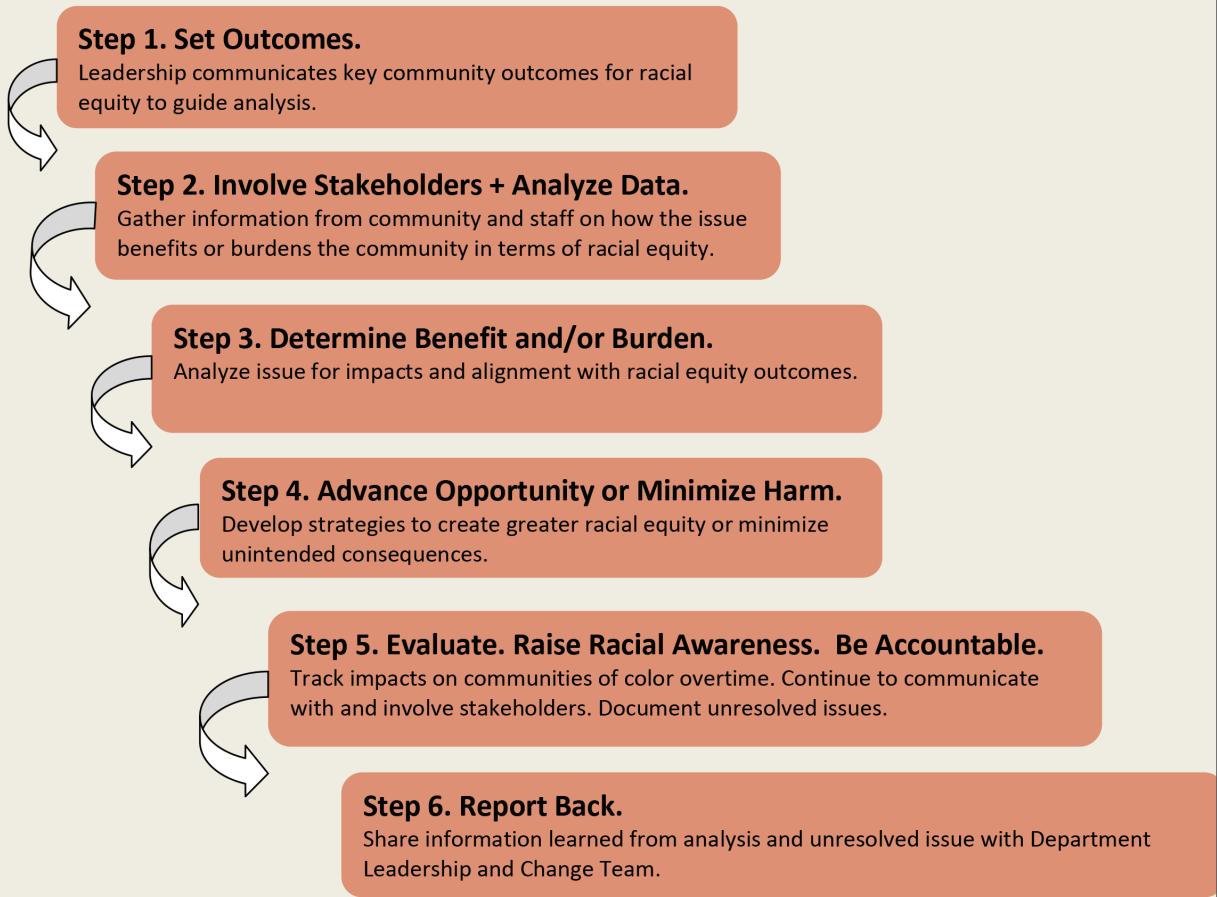 Step 1. Set Outcomes.
Leadership communicates key community outcomes for racial
equity to guide analysis.
Step 2. Involve Stakeholders + Analyze Data.
Gather information from community and staff on how the issue
benefits or burdens the community in terms of racial equity.
Step 3. Determine Benefit and/or Burden.
Analyze issue for impacts and alignment with racial equity outcomes.
Step 4. Advance Opportunity or Minimize Harm.
Develop strategies to create greater racial equity or minimize
unintended consequences.
Step 5. Evaluate. Raise Racial Awareness.  Be Accountable.
Track impacts on communities of color overtime. Continue to communicate
with and involve stakeholders. Document unresolved issues.
Step 6. Report Back.
Share information learned from analysis and unresolved issue with Department
Leadership and Change Team.